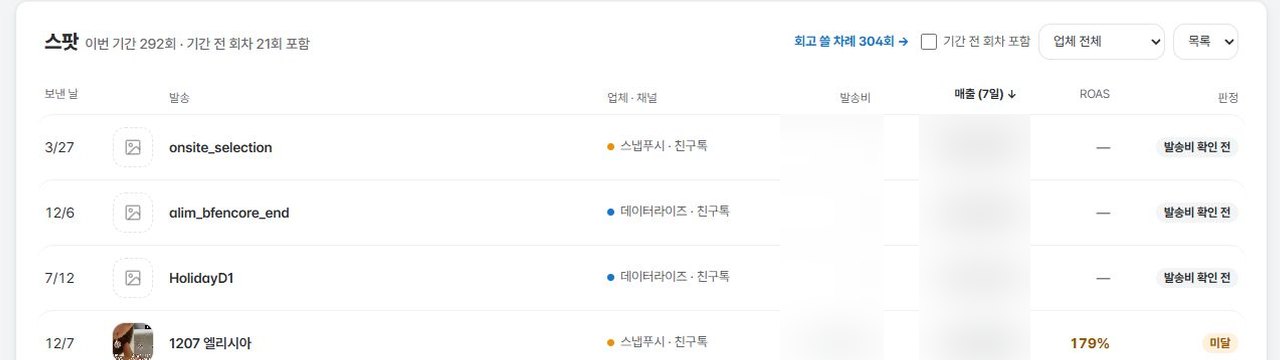 스팟 이번 기간 292회 · 기간 전 회차 21회 포함 회고 쓸 차례 304회 → 기간 전 회차 포함 업체 전체 목록
보낸 날 발송 업체 · 채널 발송비 매출 (7일) ↓ ROAS 판정
3/27 onsite_selection 스냅푸시 · 친구톡 — 발송비 확인 전
12/6 alim_bfencore_end 데이터라이즈 · 친구톡 — 발송비 확인 전
7/12 HolidayD1 데이터라이즈 · 친구톡 — 발송비 확인 전
12/7 1207 엘리시아 스냅푸시 · 친구톡 179% 미달